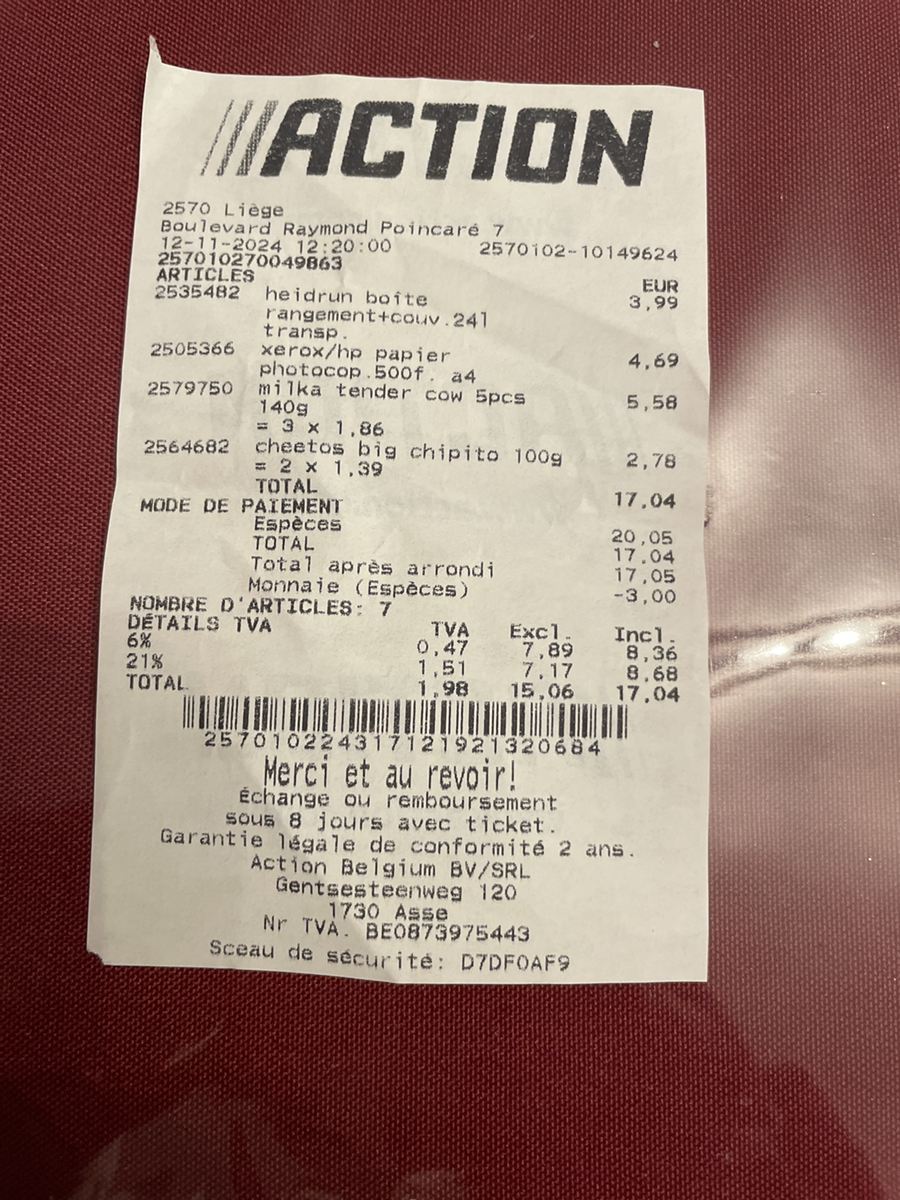 ACTION
2570 Liège
Boulevard Raymond Poincaré 7
12-11-2024 12:20:00 2570102-10149624
257010270049863
ARTICLES EUR
2535482 heidrun boîte 3,99
rangement+couv.24l
transp.
2505366 xerox/hp papier 4,69
photocop.500f. a4
2579750 milka tender cow 5pcs 5,58
140g
= 3 x 1,86
2564682 cheetos big chipito 100g 2,78
= 2 x 1,39
TOTAL 17,04
MODE DE PAIEMENT
Espèces 20,05
TOTAL 17,04
Total après arrondi 17,05
Monnaie (Espèces) -3,00
NOMBRE D'ARTICLES: 7
DÉTAILS TVA TVA Excl. Incl.
6% 0,47 7,89 8,36
21% 1,51 7,17 8,68
TOTAL 1,98 15,06 17,04
257010224317121921320684
Merci et au revoir!
Échange ou remboursement
sous 8 jours avec ticket.
Garantie légale de conformité 2 ans.
Action Belgium BV/SRL
Gentsesteenweg 120
1730 Asse
Nr TVA. BE0873975443
Sceau de sécurité: D7DF0AF9